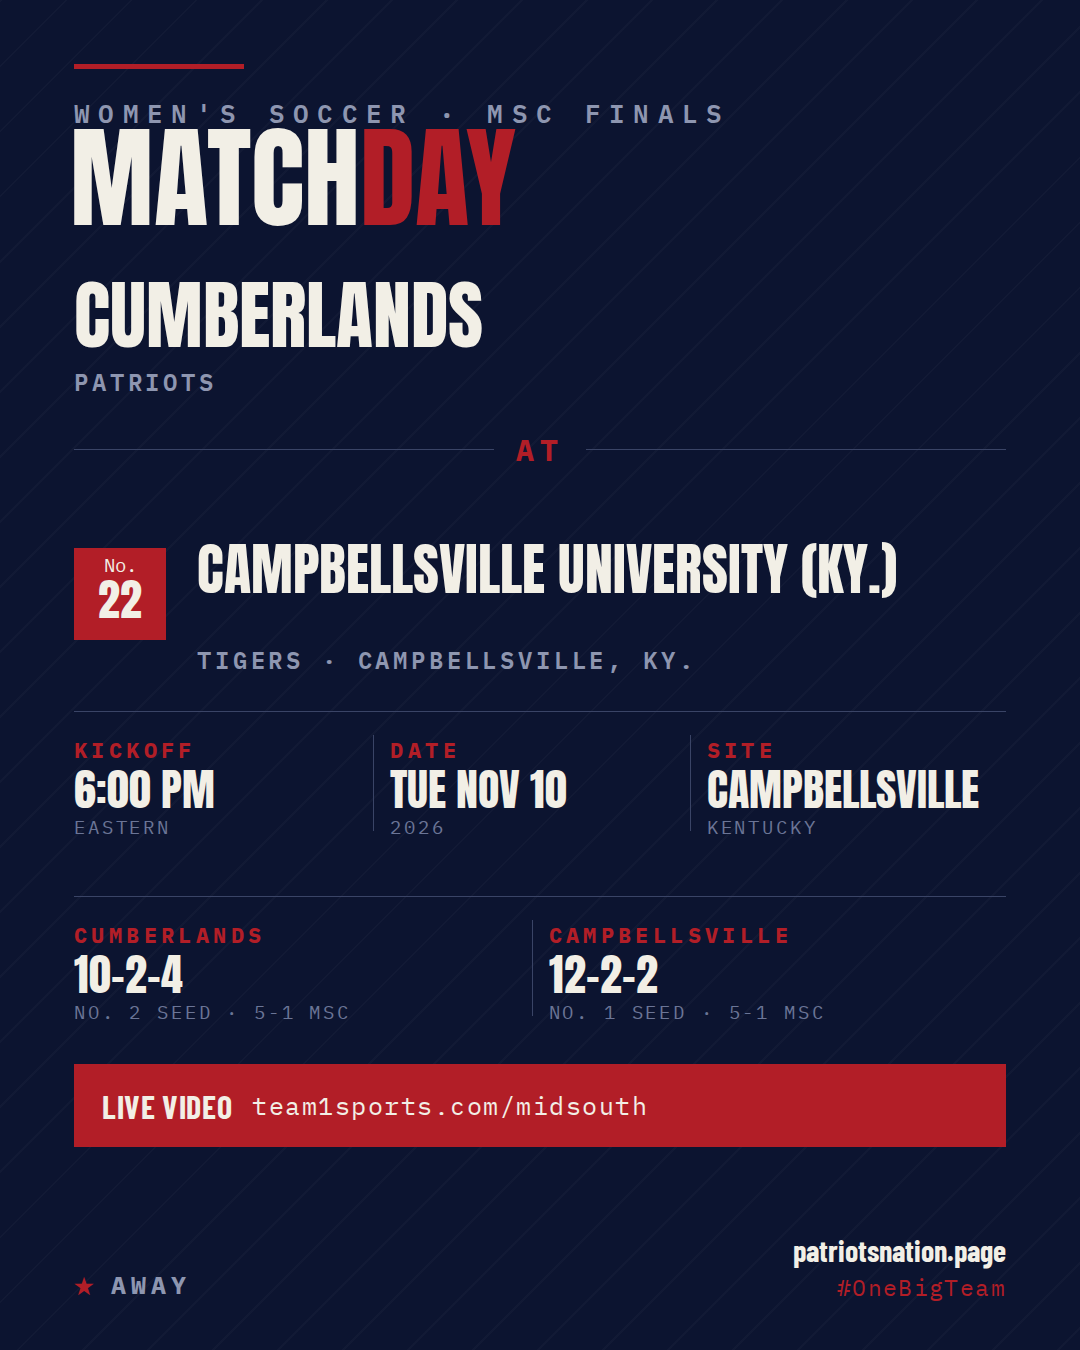 WOMEN'S SOCCER · MSC FINALS
MATCHDAY
CUMBERLANDS
PATRIOTS
AT
No.
22
CAMPBELLSVILLE UNIVERSITY (KY.)
TIGERS · CAMPBELLSVILLE, KY.
KICKOFF
6:00 PM
EASTERN
DATE
TUE NOV 10
2026
SITE
CAMPBELLSVILLE
KENTUCKY
CUMBERLANDS
10-2-4
NO. 2 SEED · 5-1 MSC
CAMPBELLSVILLE
12-2-2
NO. 1 SEED · 5-1 MSC
LIVE VIDEO team1sports.com/midsouth
patriotsnation.page
★ AWAY
#OneBigTeam